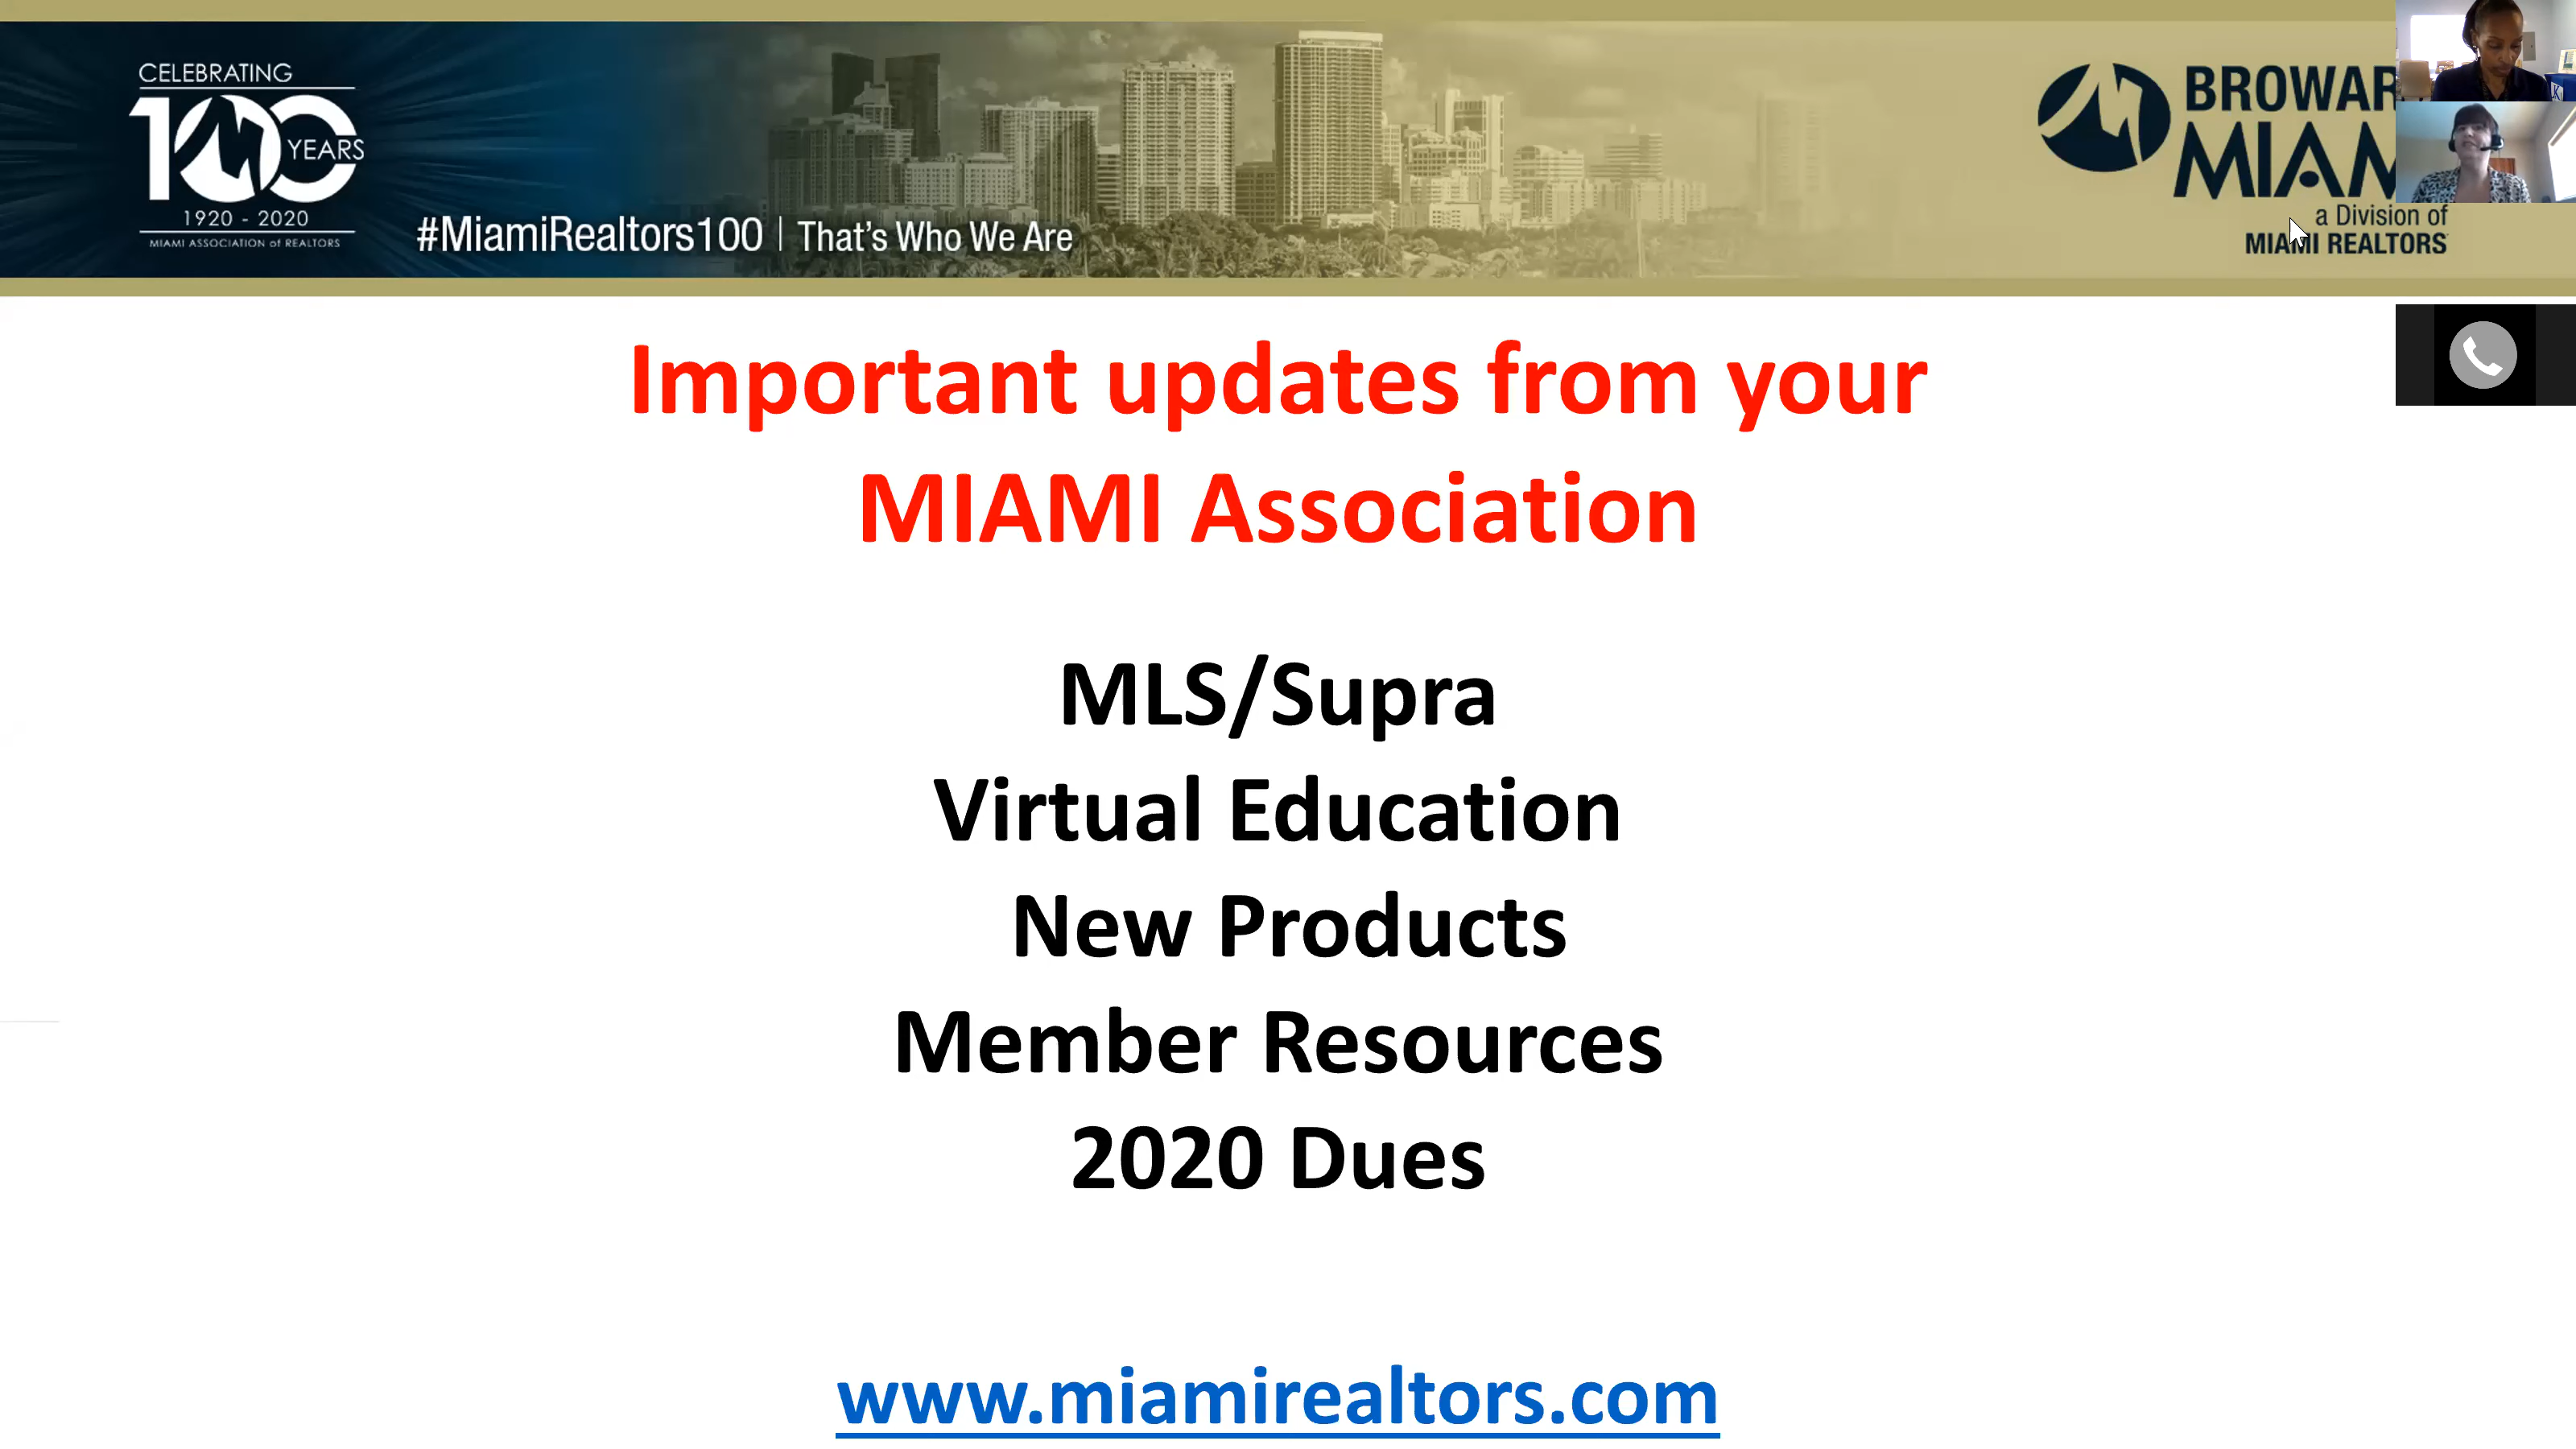 CELEBRATING
100
YEARS
1920 - 2020
MIAMI ASSOCIATION of REALTORS
#MiamiRealtors100 | That's Who We Are
a Division of
MIAMI REALTORS
Important updates from your
MIAMI Association
MLS/Supra
Virtual Education
New Products
Member Resources
2020 Dues
www.miamirealtors.com